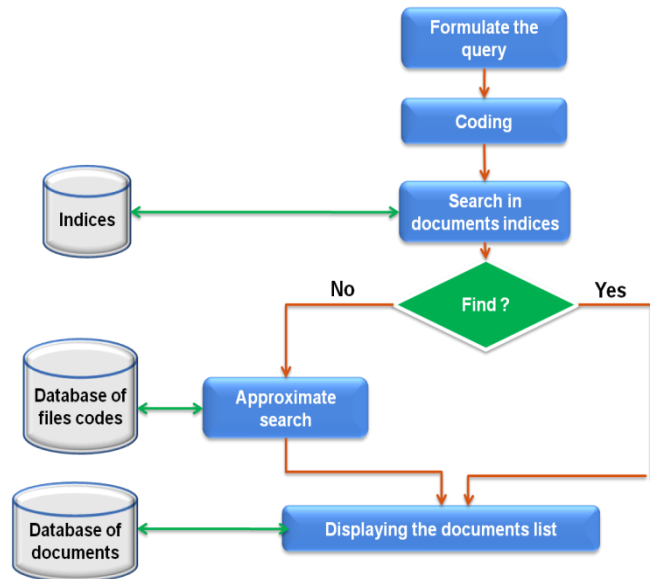 Formulate the
query
Coding
Search in
documents indices
Indices
Find ?
No
Yes
Database of
files codes
Approximate
search
Database of
documents
Displaying the documents list